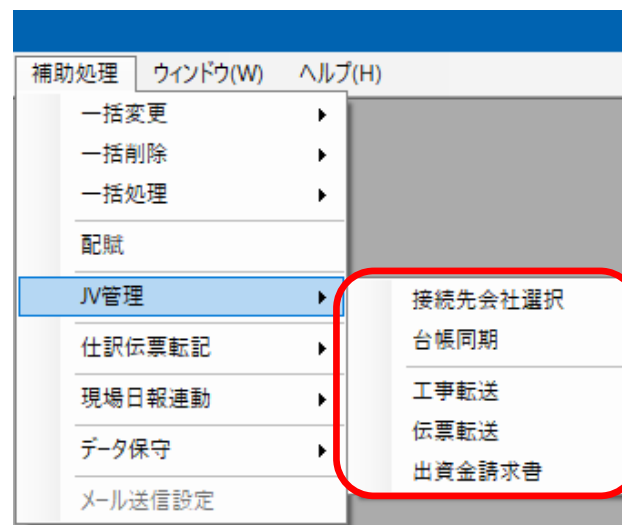 補助処理 ウィンドウ(W) ヘルプ(H)
一括変更
一括削除
一括処理
配賦
JV管理
仕訳伝票転記
現場日報連動
データ保守
メール送信設定
接続先会社選択
台帳同期
工事転送
伝票転送
出資金請求書